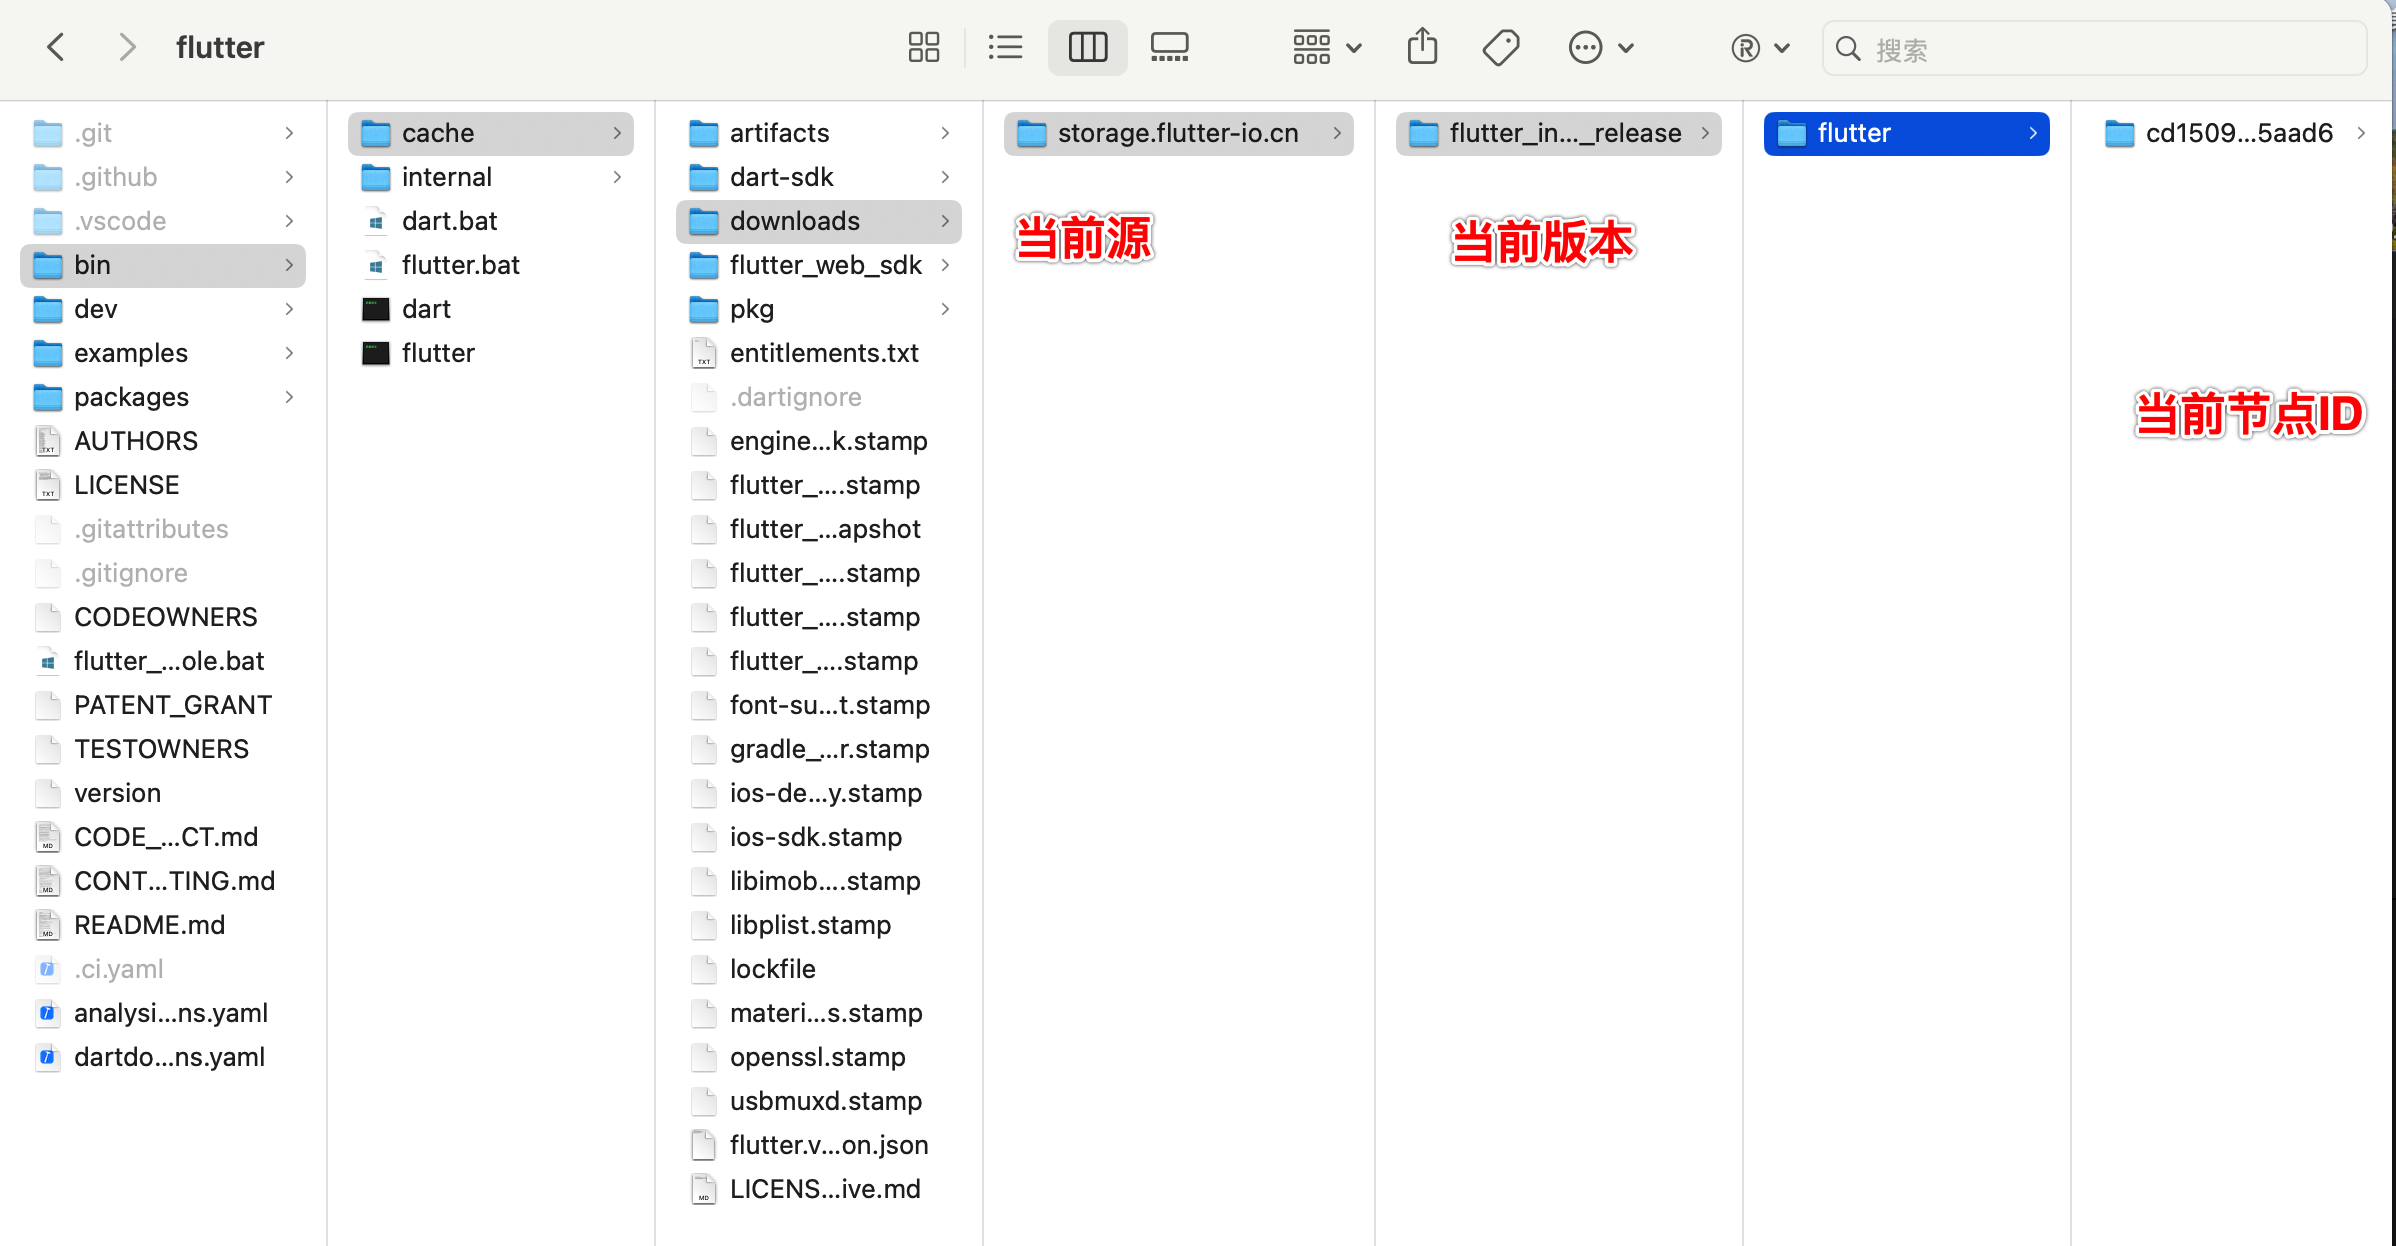 flutter
搜索
.git
.github
.vscode
bin
dev
examples
packages
AUTHORS
LICENSE
.gitattributes
.gitignore
CODEOWNERS
flutter_...ole.bat
PATENT_GRANT
TESTOWNERS
version
CODE_...CT.md
CONT...TING.md
README.md
.ci.yaml
analysi...ns.yaml
dartdo...ns.yaml
cache
internal
dart.bat
flutter.bat
dart
flutter
artifacts
dart-sdk
downloads
flutter_web_sdk
pkg
entitlements.txt
.dartignore
engine...k.stamp
flutter_....stamp
flutter_...apshot
flutter_....stamp
flutter_....stamp
flutter_....stamp
font-su...t.stamp
gradle_...r.stamp
ios-de...y.stamp
ios-sdk.stamp
libimob....stamp
libplist.stamp
lockfile
materi...s.stamp
openssl.stamp
usbmuxd.stamp
flutter.v...on.json
LICENS...ive.md
storage.flutter-io.cn
当前源
flutter_in..._release
当前版本
flutter
cd1509...5aad6
当前节点ID